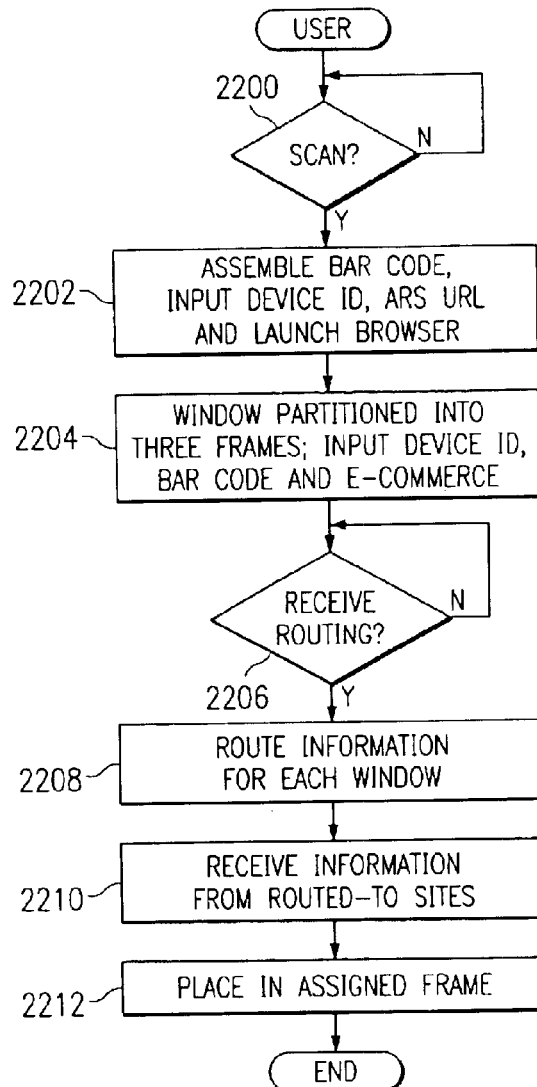 USER
2200
SCAN?
N
Y
2202
ASSEMBLE BAR CODE,
INPUT DEVICE ID, ARS URL
AND LAUNCH BROWSER
2204
WINDOW PARTITIONED INTO
THREE FRAMES; INPUT DEVICE ID,
BAR CODE AND E-COMMERCE
RECEIVE
ROUTING?
N
2206
Y
2208
ROUTE INFORMATION
FOR EACH WINDOW
2210
RECEIVE INFORMATION
FROM ROUTED-TO SITES
2212
PLACE IN ASSIGNED FRAME
END